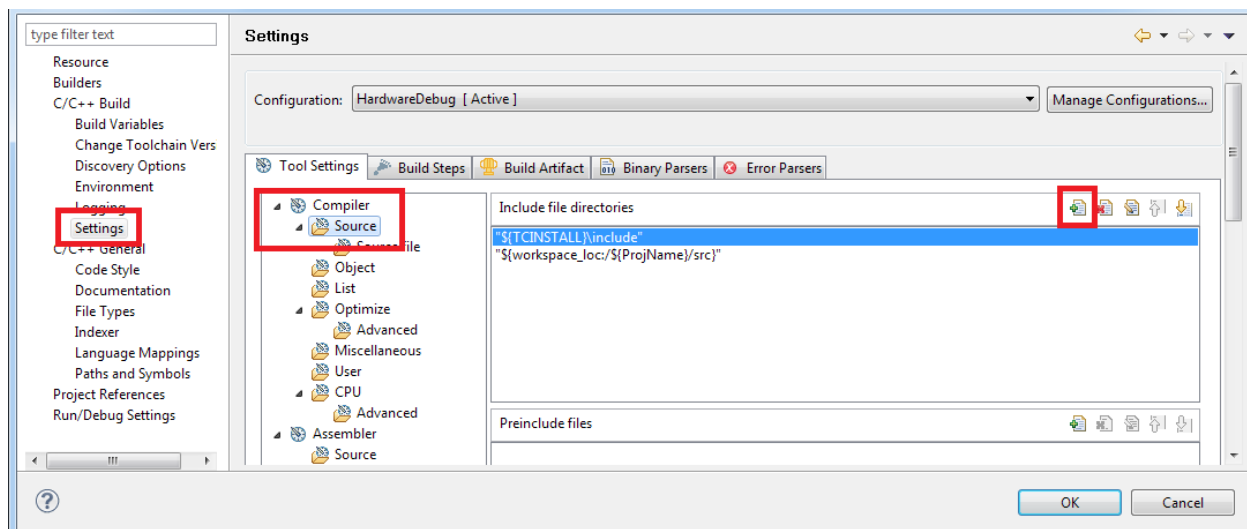 type filter text
Resource
Builders
C/C++ Build
Build Variables
Change Toolchain Vers
Discovery Options
Environment
Logging
Settings
C/C++ General
Code Style
Documentation
File Types
Indexer
Language Mappings
Paths and Symbols
Project References
Run/Debug Settings
Settings
Configuration: HardwareDebug [ Active ] Manage Configurations...
Tool Settings Build Steps Build Artifact Binary Parsers Error Parsers
Compiler
Source
Source file
Object
List
Optimize
Advanced
Miscellaneous
User
CPU
Advanced
Assembler
Source
Include file directories
"${TCINSTALL}\include"
"${workspace_loc:/${ProjName}/src}"
Preinclude files
OK Cancel